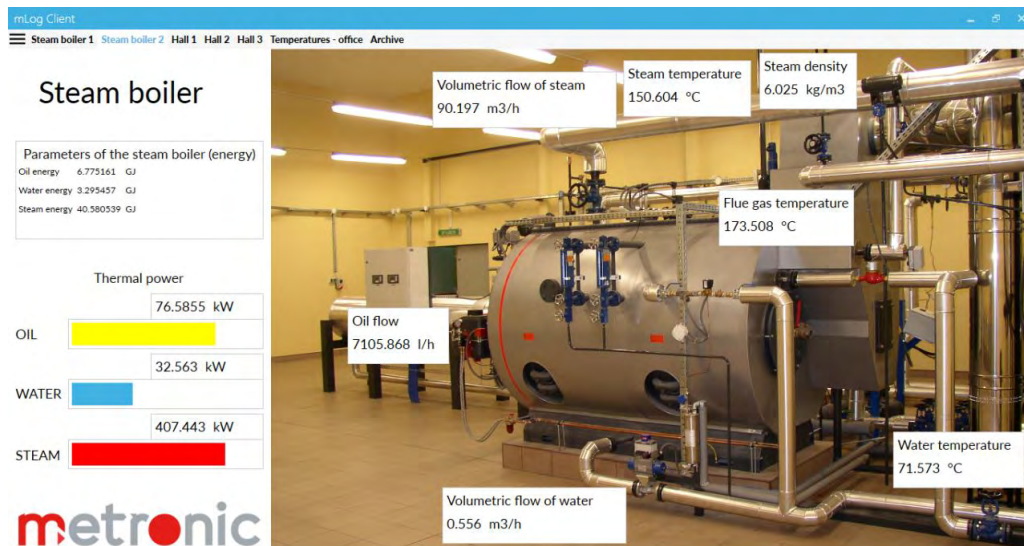 mLog Client
Steam boiler 1 Steam boiler 2 Hall 1 Hall 2 Hall 3 Temperatures - office Archive
Steam boiler
Parameters of the steam boiler (energy)
Oil energy 6.775161 GJ
Water energy 3.295457 GJ
Steam energy 40.580539 GJ
Thermal power
76.5855 kW
OIL
32.563 kW
WATER
407.443 kW
STEAM
metronic
Volumetric flow of steam
90.197 m3/h
Steam temperature
150.604 °C
Steam density
6.025 kg/m3
Flue gas temperature
173.508 °C
Oil flow
7105.868 l/h
Water temperature
71.573 °C
Volumetric flow of water
0.556 m3/h